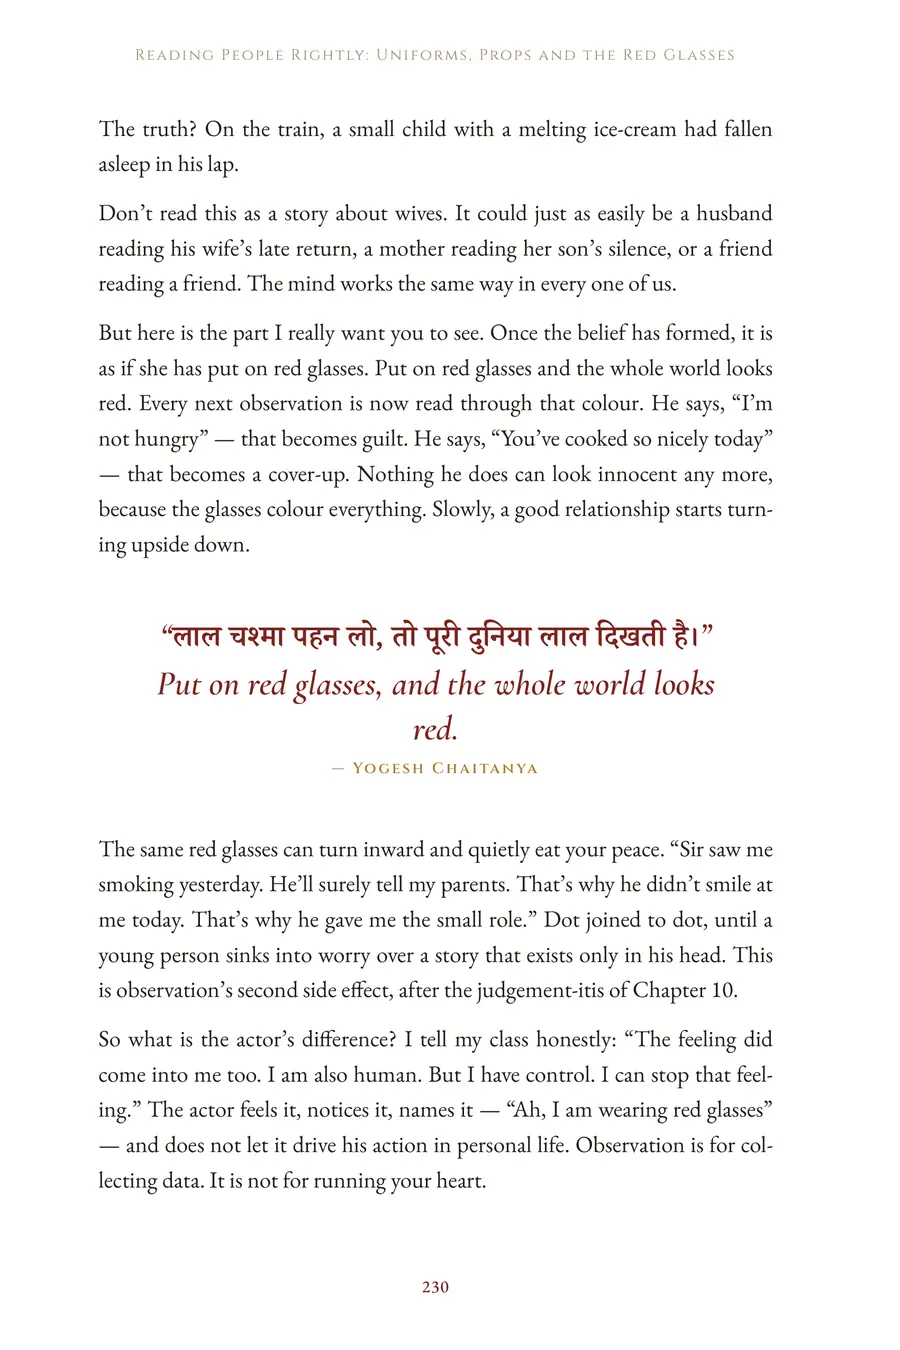 Reading People Rightly: Uniforms, Props and the Red Glasses
The truth? On the train, a small child with a melting ice-cream had fallen
asleep in his lap.
Don’t read this as a story about wives. It could just as easily be a husband
reading his wife’s late return, a mother reading her son’s silence, or a friend
reading a friend. The mind works the same way in every one of us.
But here is the part I really want you to see. Once the belief has formed, it is
as if she has put on red glasses. Put on red glasses and the whole world looks
red. Every next observation is now read through that colour. He says, “I’m
not hungry” — that becomes guilt. He says, “You’ve cooked so nicely today”
— that becomes a cover-up. Nothing he does can look innocent any more,
because the glasses colour everything. Slowly, a good relationship starts turn-
ing upside down.
“लाल चश्मा पहन लो, तो पूरी दुनिया लाल दिखती है।”
Put on red glasses, and the whole world looks
red.
— Yogesh Chaitanya
The same red glasses can turn inward and quietly eat your peace. “Sir saw me
smoking yesterday. He’ll surely tell my parents. That’s why he didn’t smile at
me today. That’s why he gave me the small role.” Dot joined to dot, until a
young person sinks into worry over a story that exists only in his head. This
is observation’s second side effect, after the judgement-itis of Chapter 10.
So what is the actor’s difference? I tell my class honestly: “The feeling did
come into me too. I am also human. But I have control. I can stop that feel-
ing.” The actor feels it, notices it, names it — “Ah, I am wearing red glasses”
— and does not let it drive his action in personal life. Observation is for col-
lecting data. It is not for running your heart.
230